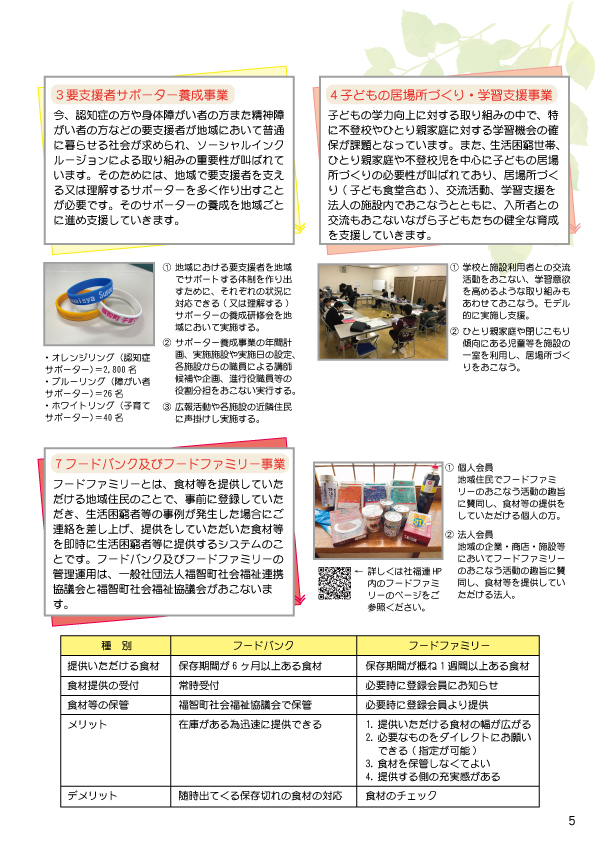 3要支援者サポーター養成事業
今、認知症の方や身体障がい者の方また精神障
がい者の方などの要支援者が地域において普通
に暮らせる社会が求められ、ソーシャルインク
ルージョンによる取り組みの重要性が叫ばれて
います。そのためには、地域で要支援者を支え
る又は理解するサポーターを多く作り出すこと
が必要です。そのサポーターの養成を地域ごと
に進め支援していきます。
4子どもの居場所づくり・学習支援事業
子どもの学力向上に対する取り組みの中で、特
に不登校やひとり親家庭に対する学習機会の確
保が課題となっています。また、生活困窮世帯、
ひとり親家庭や不登校児を中心に子どもの居場
所づくりの必要性が叫ばれており、居場所づく
り(子ども食堂含む)、交流活動、学習支援を
法人の施設内でおこなうとともに、入所者との
交流もおこないながら子どもたちの健全な育成
を支援していきます。
・オレンジリング(認知症
サポーター)=2,800名
・ブルーリング(障がい者
サポーター)=26名
・ホワイトリング(子育て
サポーター)=40名
① 地域における要支援者を地域
でサポートする体制を作り出
すために、それぞれの状況に
対応できる(又は理解する)
サポーターの養成研修会を地
域において実施する。
② サポーター養成事業の年間計
画、実施施設や実施日の設定、
各施設からの職員による講師
候補や企画、進行役職員等の
役割分担をおこない実行する。
③ 広報活動や各施設の近隣住民
に声掛けし実施する。
① 学校と施設利用者との交流
活動をおこない、学習意欲
を高めるような取り組みも
あわせておこなう。モデル
的に実施し支援。
② ひとり親家庭や閉じこもり
傾向にある児童等を施設の
一室を利用し、居場所づく
りをおこなう。
7フードバンク及びフードファミリー事業
フードファミリーとは、食材等を提供していた
だける地域住民のことで、事前に登録していた
だき、生活困窮者等の事例が発生した場合にご
連絡を差し上げ、提供をしていただいた食材等
を即時に生活困窮者等に提供するシステムのこ
とです。フードバンク及びフードファミリーの
管理運用は、一般社団法人福智町社会福祉連携
協議会と福智町社会福祉協議会がおこないま
す。
← 詳しくは社福連HP
内のフードファミ
リーのページをご
参照ください。
① 個人会員
地域住民でフードファミ
リーのおこなう活動の趣旨
に賛同し、食材等の提供を
していただける個人の方。
② 法人会員
地域の企業・商店・施設等
においてフードファミリー
のおこなう活動の趣旨に賛
同し、食材等を提供してい
ただける法人。
種 別 フードバンク フードファミリー
提供いただける食材 保存期間が6ヶ月以上ある食材 保存期間が概ね1週間以上ある食材
食材提供の受付 常時受付 必要時に登録会員にお知らせ
食材等の保管 福智町社会福祉協議会で保管 必要時に登録会員より提供
メリット 在庫がある為迅速に提供できる 1. 提供いただける食材の幅が広がる
2. 必要なものをダイレクトにお願い
できる(指定が可能)
3. 食材を保管しなくてよい
4. 提供する側の充実感がある
デメリット 随時出てくる保存切れの食材の対応 食材のチェック
5